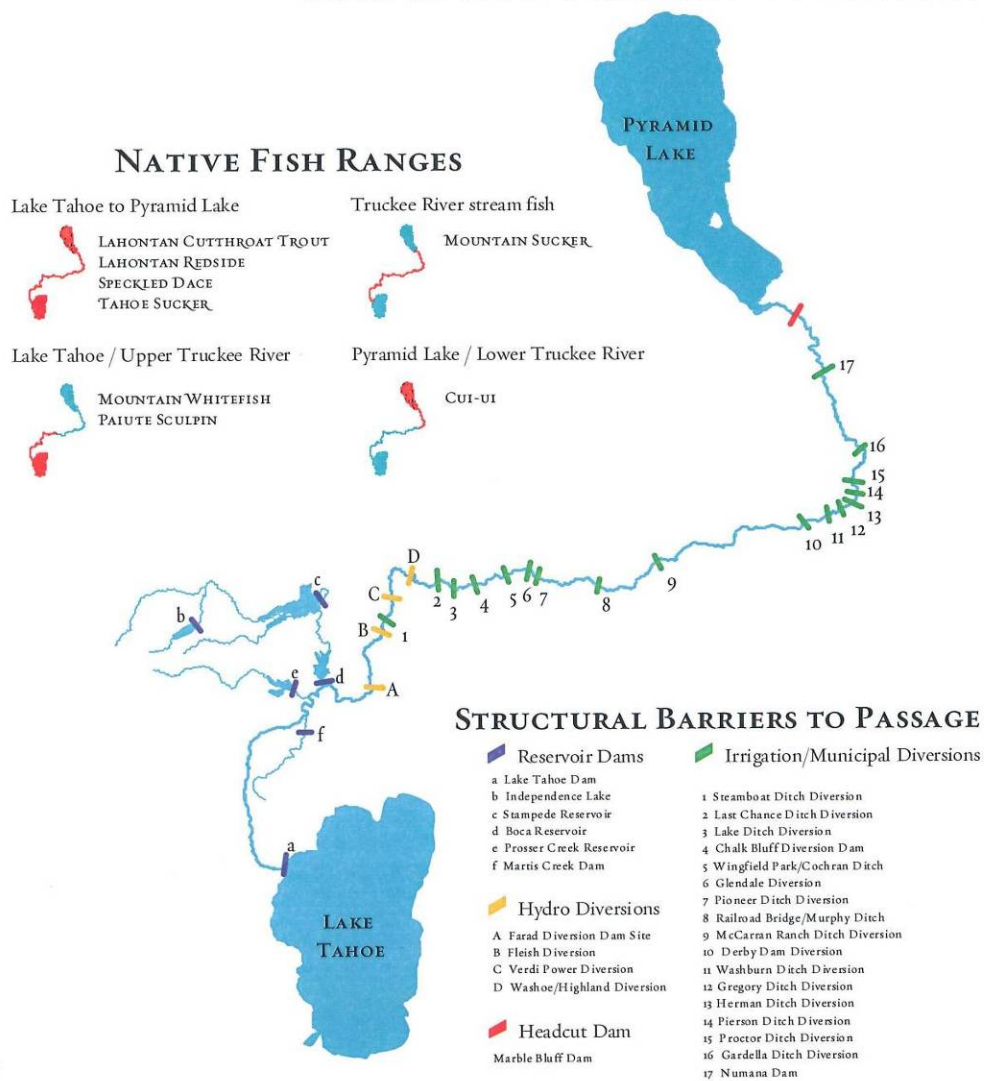 PYRAMID
LAKE
NATIVE FISH RANGES
Lake Tahoe to Pyramid Lake
LAHONTAN CUTTHROAT TROUT
LAHONTAN REDSIDE
SPECKLED DACE
TAHOE SUCKER
Truckee River stream fish
MOUNTAIN SUCKER
Lake Tahoe / Upper Truckee River
MOUNTAIN WHITEFISH
PAIUTE SCULPIN
Pyramid Lake / Lower Truckee River
CUI-UI
17
16
15
14
13
12
11
10
9
8
7
6
5
4
3
2
D
C
B
1
A
c
b
e
d
f
a
LAKE
TAHOE
STRUCTURAL BARRIERS TO PASSAGE
Reservoir Dams
a Lake Tahoe Dam
b Independence Lake
c Stampede Reservoir
d Boca Reservoir
e Prosser Creek Reservoir
f Martis Creek Dam
Hydro Diversions
A Farad Diversion Dam Site
B Fleish Diversion
C Verdi Power Diversion
D Washoe/Highland Diversion
Headcut Dam
Marble Bluff Dam
Irrigation/Municipal Diversions
1 Steamboat Ditch Diversion
2 Last Chance Ditch Diversion
3 Lake Ditch Diversion
4 Chalk Bluff Diversion Dam
5 Wingfield Park/Cochran Ditch
6 Glendale Diversion
7 Pioneer Ditch Diversion
8 Railroad Bridge/Murphy Ditch
9 McCarran Ranch Ditch Diversion
10 Derby Dam Diversion
11 Washburn Ditch Diversion
12 Gregory Ditch Diversion
13 Herman Ditch Diversion
14 Pierson Ditch Diversion
15 Proctor Ditch Diversion
16 Gardella Ditch Diversion
17 Numana Dam